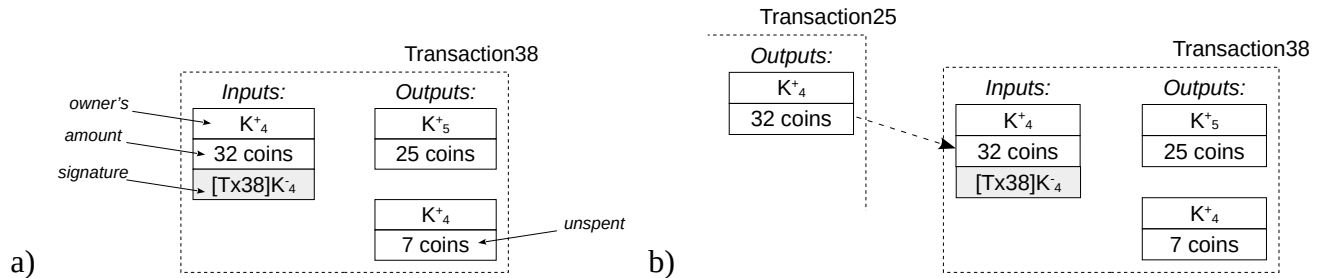 Transaction38
Inputs: Outputs:
owner's
K⁺₄ K⁺₅
amount
32 coins 25 coins
signature
[Tx38]K⁻₄
K⁺₄
unspent
7 coins
a)
Transaction25
Outputs:
K⁺₄
32 coins
Transaction38
Inputs: Outputs:
K⁺₄ K⁺₅
32 coins 25 coins
[Tx38]K⁻₄
K⁺₄
7 coins
b)